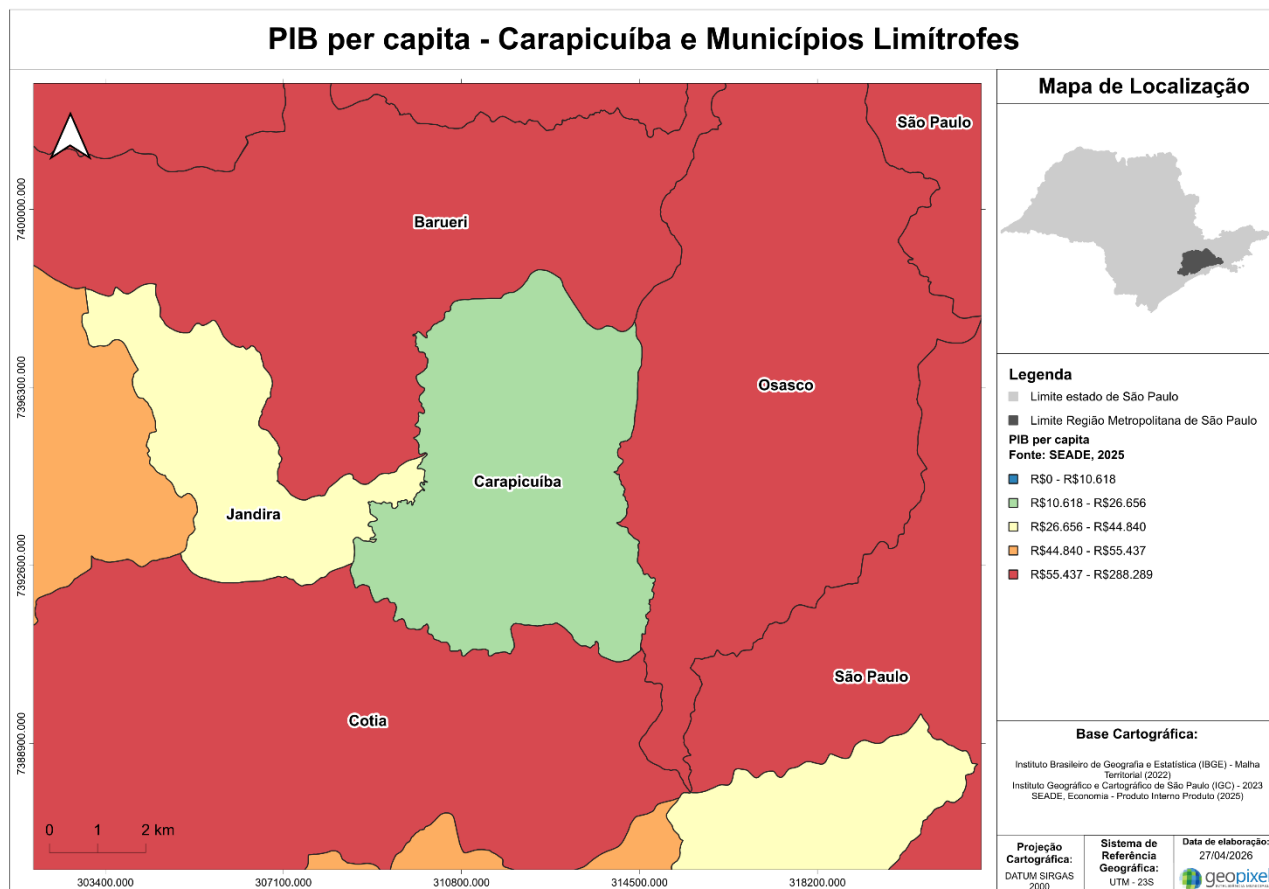 PIB per capita - Carapicuíba e Municípios Limítrofes
Mapa de Localização
São Paulo
Barueri
Osasco
Carapicuíba
Jandira
São Paulo
Cotia
7400000.000
7396300.000
7392600.000
7388900.000
0 1 2 km
303400.000 307100.000 310800.000 314500.000 318200.000
Legenda
Limite estado de São Paulo
Limite Região Metropolitana de São Paulo
PIB per capita
Fonte: SEADE, 2025
R$0 - R$10.618
R$10.618 - R$26.656
R$26.656 - R$44.840
R$44.840 - R$55.437
R$55.437 - R$288.289
Base Cartográfica:
Instituto Brasileiro de Geografia e Estatística (IBGE) - Malha
Territorial (2022)
Instituto Geográfico e Cartográfico de São Paulo (IGC) - 2023
SEADE, Economia - Produto Interno Produto (2025)
Projeção
Cartográfica:
DATUM SIRGAS
2000
Sistema de
Referência
Geográfica:
UTM - 23S
Data de elaboração:
27/04/2026
geopixel